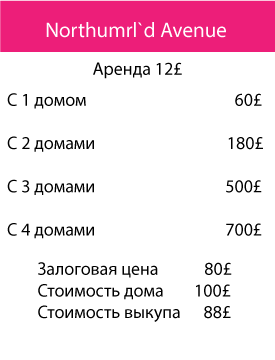 Northumrl`d Avenue
Аренда 12£
С 1 домом 60£
С 2 домами 180£
С 3 домами 500£
С 4 домами 700£
Залоговая цена 80£
Стоимость дома 100£
Стоимость выкупа 88£